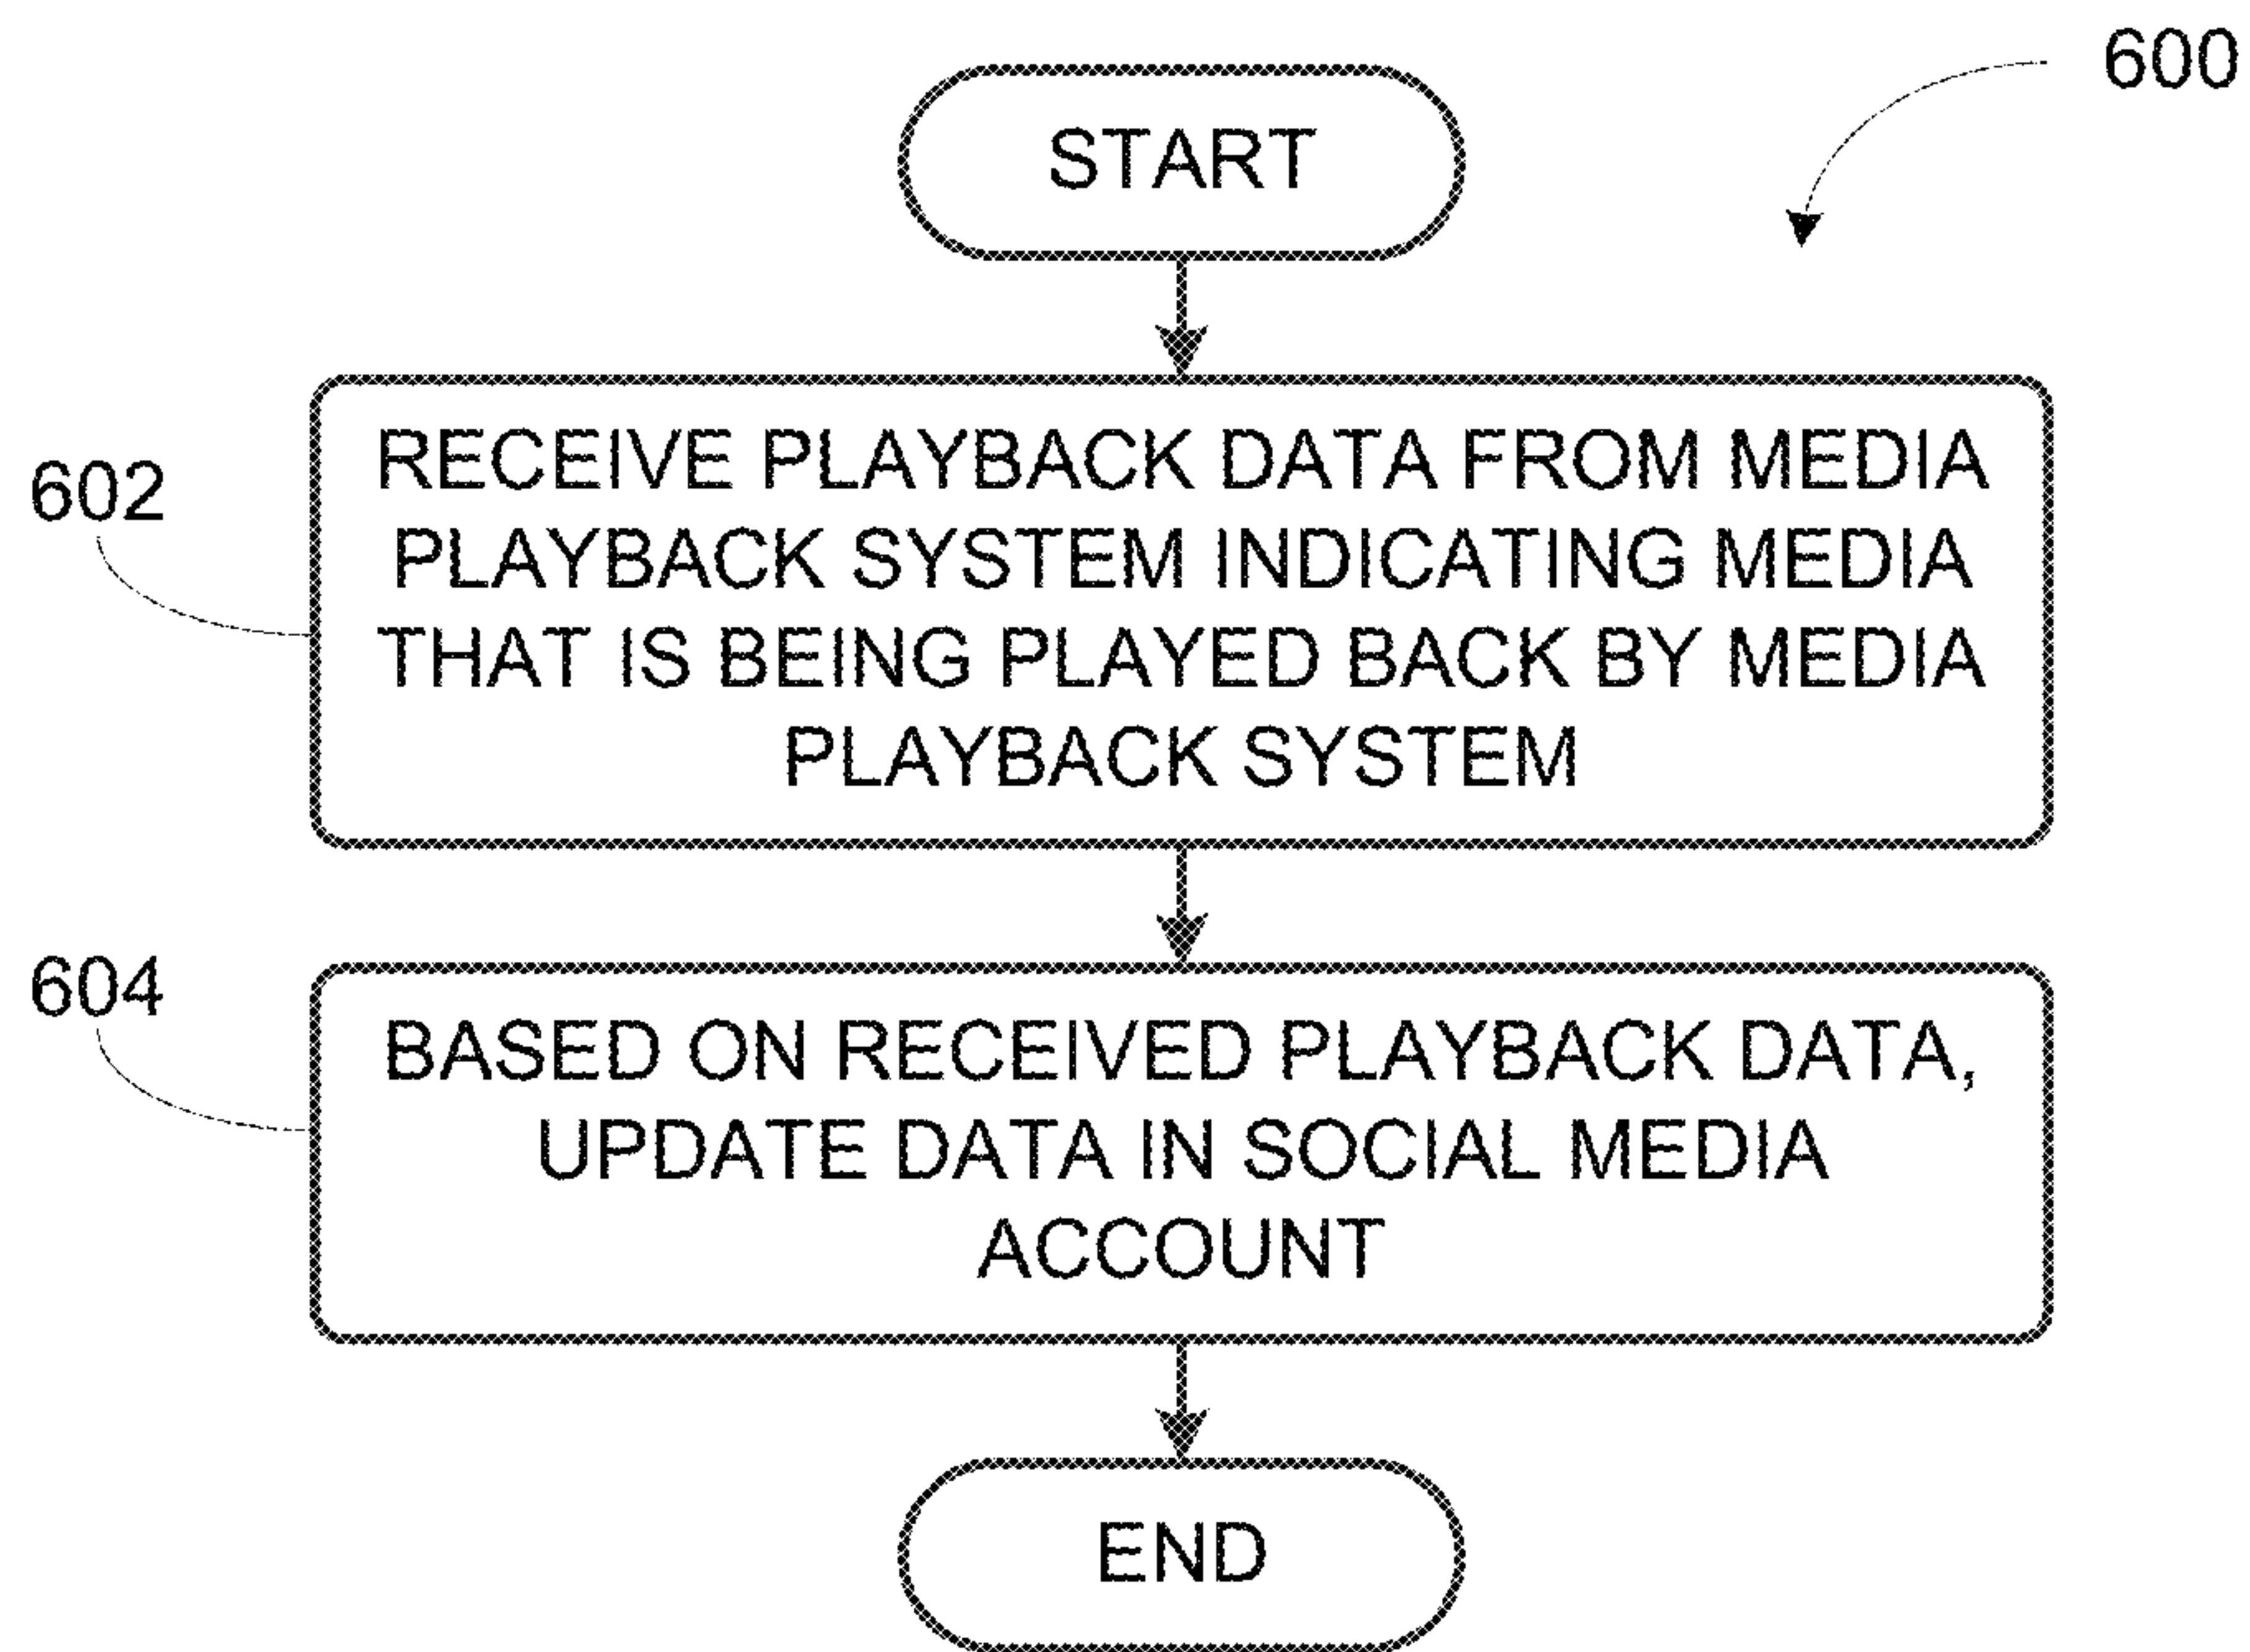 600
START
602
RECEIVE PLAYBACK DATA FROM MEDIA
PLAYBACK SYSTEM INDICATING MEDIA
THAT IS BEING PLAYED BACK BY MEDIA
PLAYBACK SYSTEM
604
BASED ON RECEIVED PLAYBACK DATA,
UPDATE DATA IN SOCIAL MEDIA
ACCOUNT
END